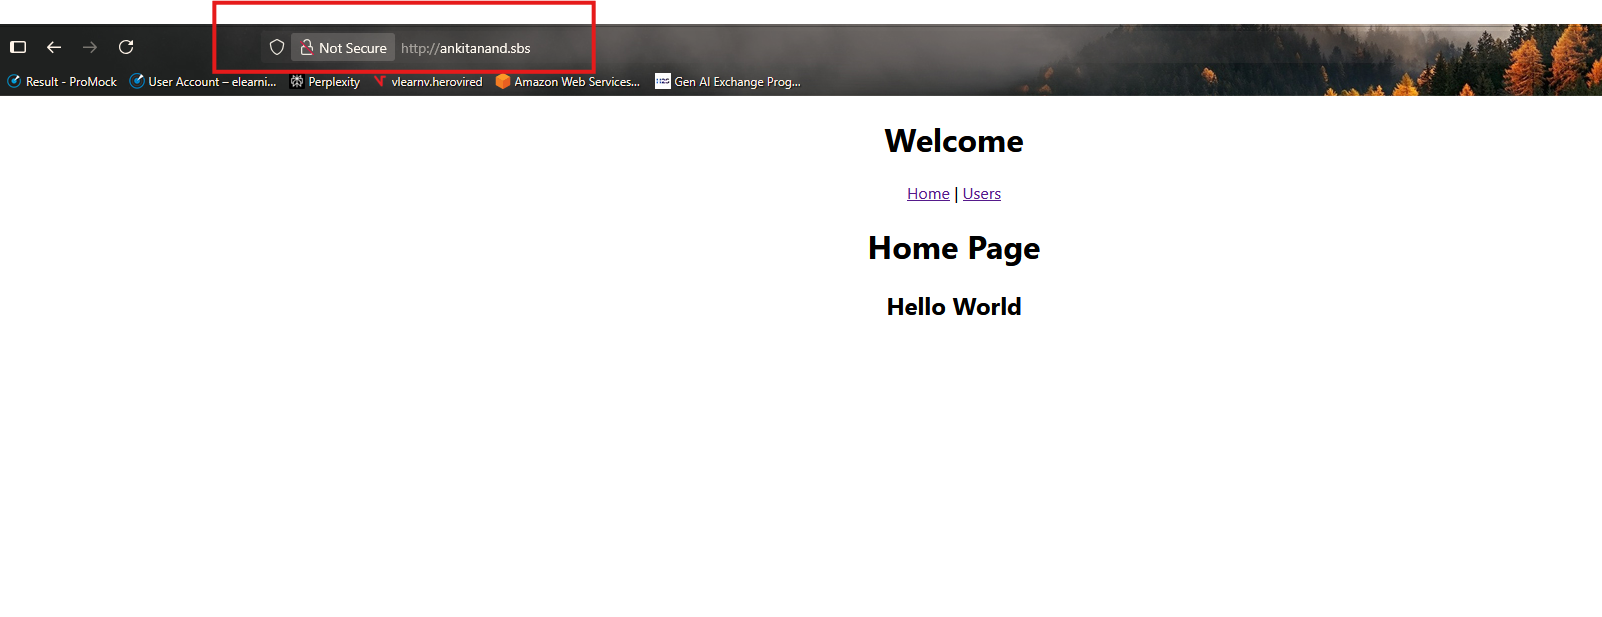 Not Secure http://ankitanand.sbs
Result - ProMock User Account – elearni... Perplexity vlearnv.herovired Amazon Web Services... Gen AI Exchange Prog...
Welcome
Home | Users
Home Page
Hello World